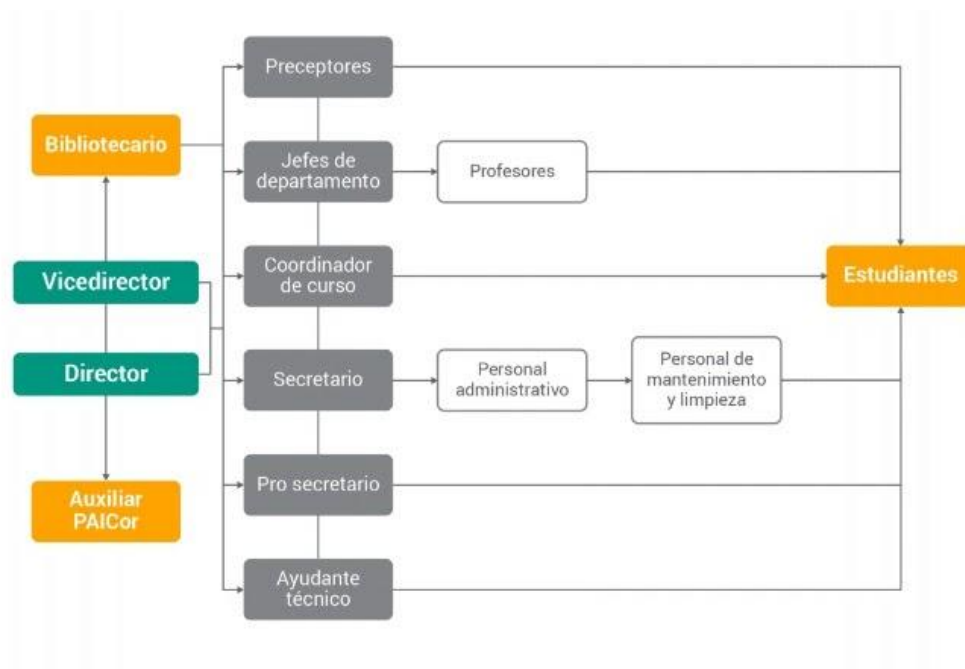 Preceptores
Bibliotecario
Jefes de
departamento
Profesores
Vicedirector
Coordinador
de curso
Estudiantes
Director
Secretario
Personal
administrativo
Personal de
mantenimiento
y limpieza
Auxiliar
PAICor
Pro secretario
Ayudante
técnico